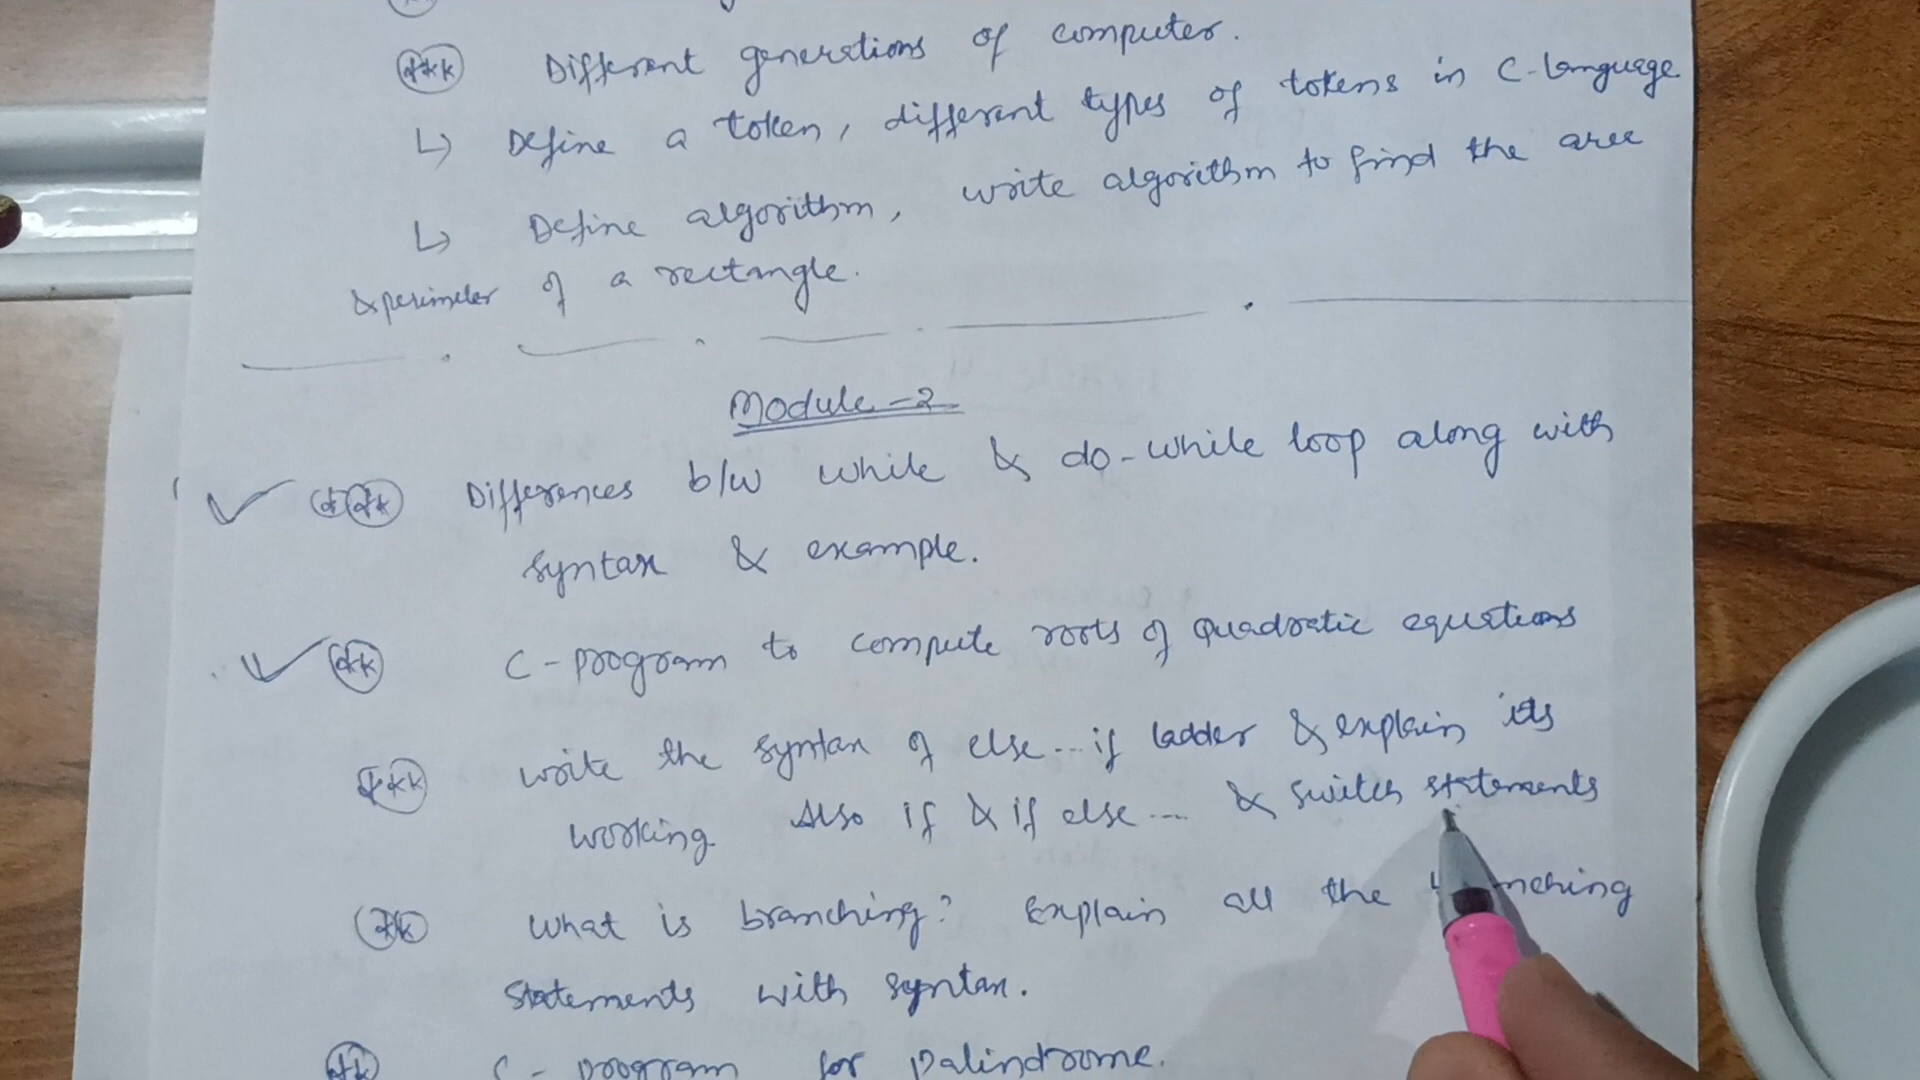 *** Different generations of computer.
↳ Define a token, different types of tokens in C-language
↳ Define algorithm, write algorithm to find the area
& perimeter of a rectangle.
Module-2
✓ *** Differences b/w while & do-while loop along with
syntax & example.
✓ ** C-program to compute roots of quadratic equations
*** write the syntax of else...if ladder & explain its
working Also if & if else... & switch statements
** What is branching? Explain all the
statements with syntax.
** C-program for Palindrome.